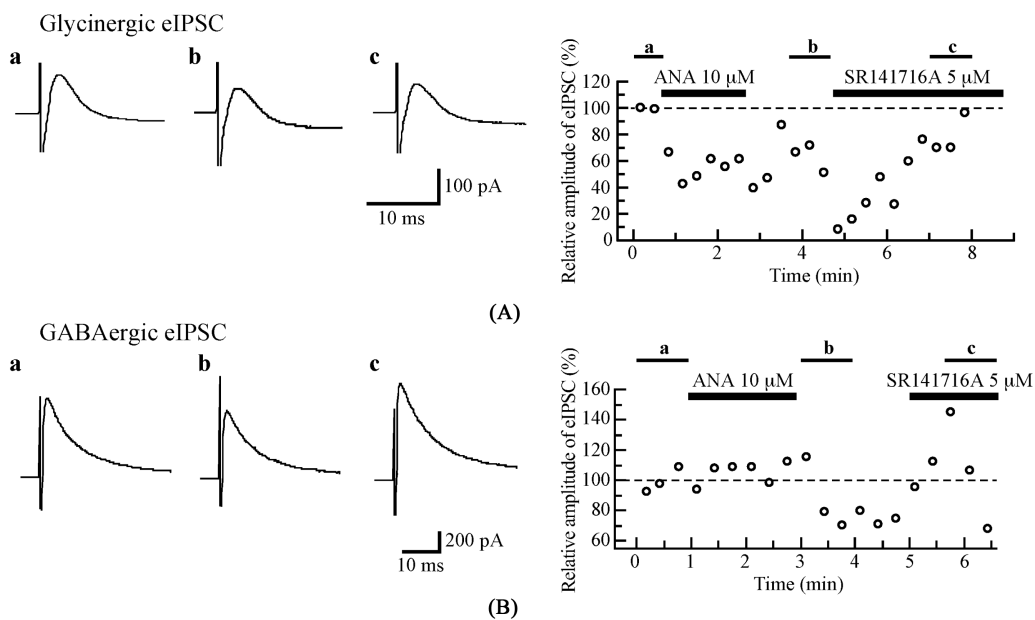 Glycinergic eIPSC
a
b
c
100 pA
10 ms
Relative amplitude of eIPSC (%)
a
b
c
ANA 10 μM
SR141716A 5 μM
120
100
80
60
40
20
0
0 2 4 6 8
Time (min)
(A)
GABAergic eIPSC
a
b
c
200 pA
10 ms
Relative amplitude of eIPSC (%)
a
b
c
ANA 10 μM
SR141716A 5 μM
160
140
120
100
80
60
0 1 2 3 4 5 6
Time (min)
(B)